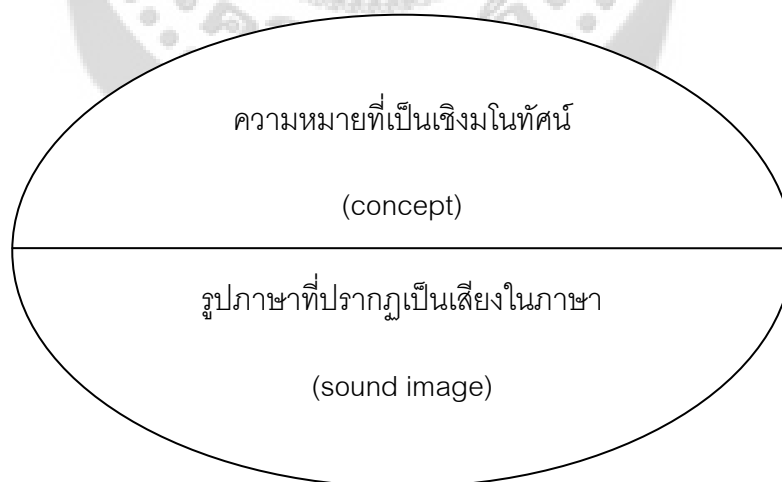 ความหมายที่เป็นเชิงมโนทัศน์
(concept)
รูปภาษาที่ปรากฏเป็นเสียงในภาษา
(sound image)